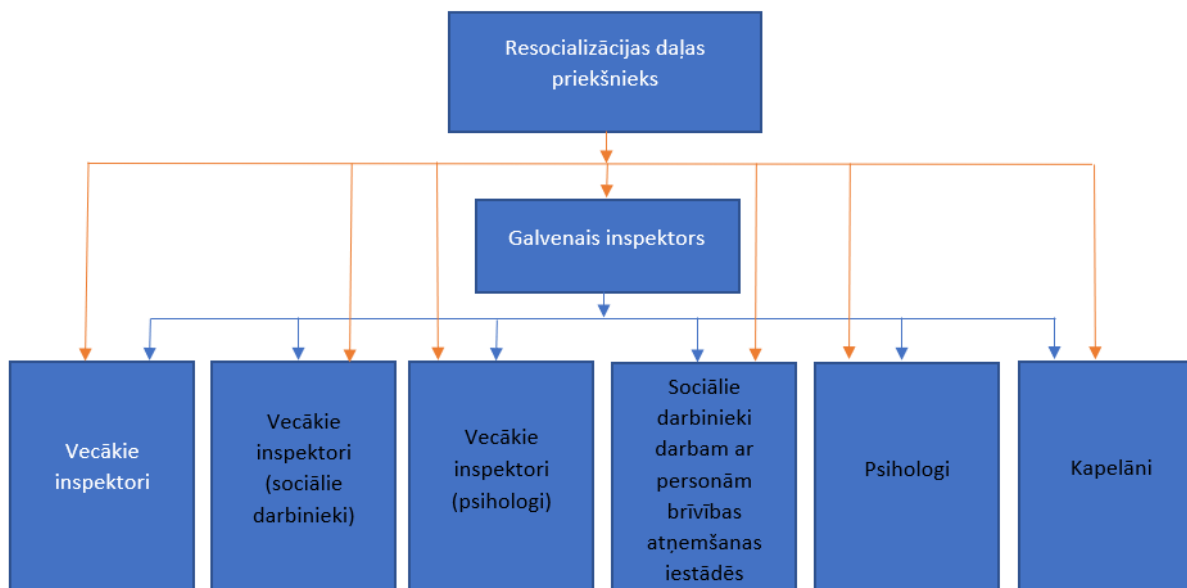 Resocializācijas daļas
priekšnieks
Galvenais inspektors
Vecākie
inspektori
Vecākie
inspektori
(sociālie
darbinieki)
Vecākie
inspektori
(psihologi)
Sociālie
darbinieki
darbam ar
personām
brīvības
atņemšanas
iestādēs
Psihologi
Kapelāni